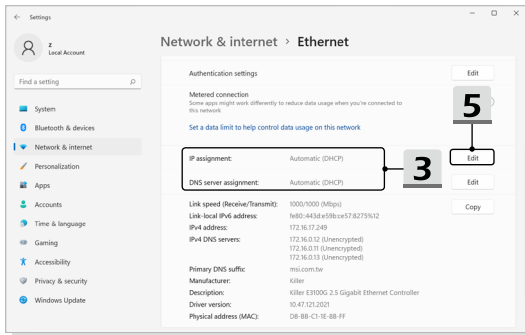 Settings
Z
Local Account
Find a setting
System
Bluetooth & devices
Network & internet
Personalization
Apps
Accounts
Time & language
Gaming
Accessibility
Privacy & security
Windows Update
Network & internet > Ethernet
Authentication settings Edit
Metered connection
Some apps might work differently to reduce data usage when you're connected to
this network
5
Set a data limit to help control data usage on this network
IP assignment: Automatic (DHCP) Edit
3
DNS server assignment: Automatic (DHCP) Edit
Link speed (Receive/Transmit): 1000/1000 (Mbps) Copy
Link-local IPv6 address: fe80::443d:e59b:ce57:8275%12
IPv4 address: 172.16.17.249
IPv4 DNS servers: 172.16.0.12 (Unencrypted)
172.16.0.11 (Unencrypted)
172.16.0.13 (Unencrypted)
Primary DNS suffix: msi.com.tw
Manufacturer: Killer
Description: Killer E3100G 2.5 Gigabit Ethernet Controller
Driver version: 10.47.121.2021
Physical address (MAC): D8-BB-C1-1E-8B-FF